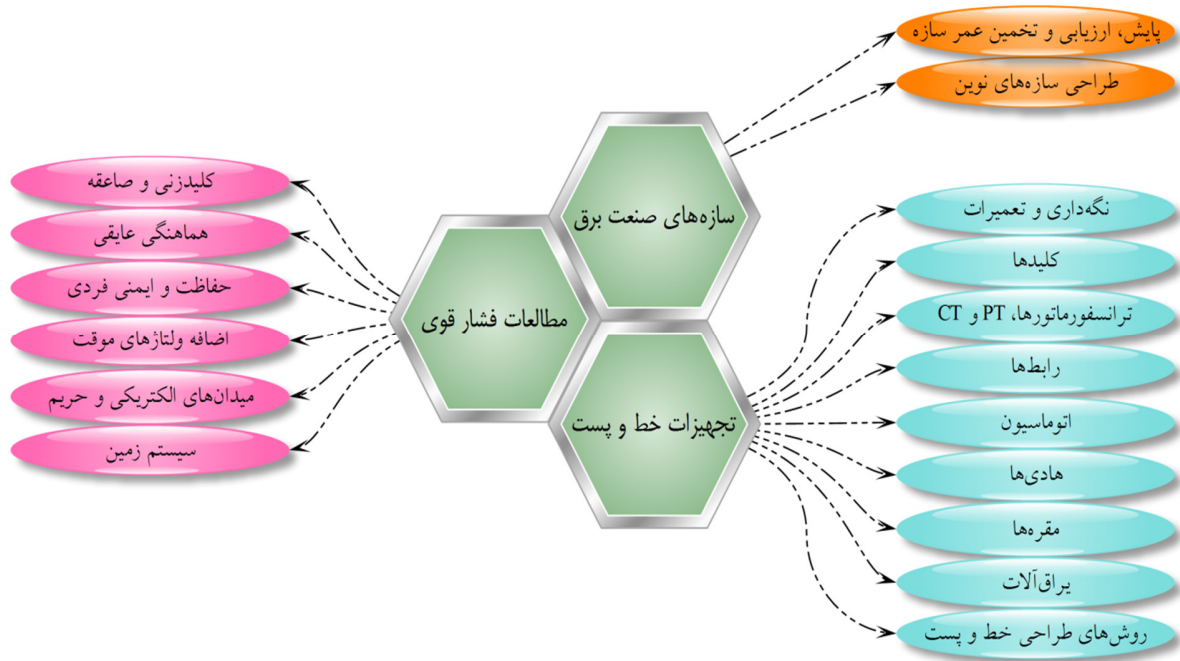 پایش، ارزیابی و تخمین عمر سازه
طراحی سازه‌های نوین
سازه‌های صنعت برق
نگه‌داری و تعمیرات
کلیدها
ترانسفورماتورها، PT و CT
رابط‌ها
اتوماسیون
هادی‌ها
مقره‌ها
یراق‌آلات
روش‌های طراحی خط و پست
تجهیزات خط و پست
مطالعات فشار قوی
کلیدزنی و صاعقه
هماهنگی عایقی
حفاظت و ایمنی فردی
اضافه ولتاژهای موقت
میدان‌های الکتریکی و حریم
سیستم زمین